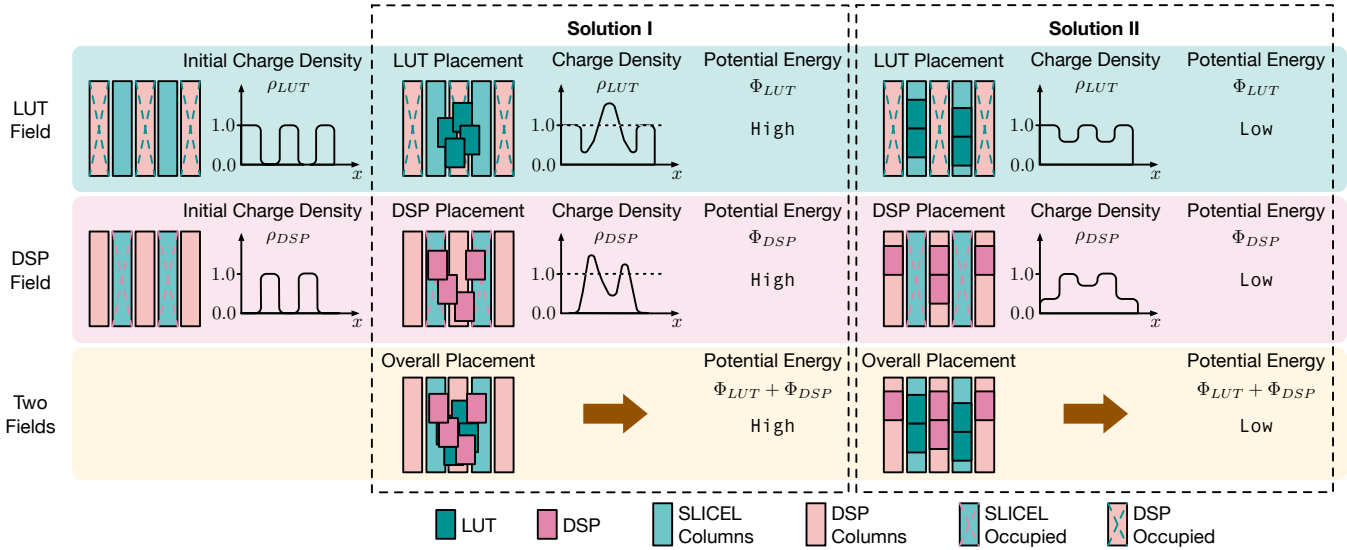 Solution I
Solution II
LUT
Field
Initial Charge Density
ρ_LUT
1.0
0.0
x
LUT Placement
Charge Density
ρ_LUT
1.0
0.0
x
Potential Energy
Φ_LUT
High
LUT Placement
Charge Density
ρ_LUT
1.0
0.0
x
Potential Energy
Φ_LUT
Low
DSP
Field
Initial Charge Density
ρ_DSP
1.0
0.0
x
DSP Placement
Charge Density
ρ_DSP
1.0
0.0
x
Potential Energy
Φ_DSP
High
DSP Placement
Charge Density
ρ_DSP
1.0
0.0
x
Potential Energy
Φ_DSP
Low
Two
Fields
Overall Placement
Potential Energy
Φ_LUT + Φ_DSP
High
Overall Placement
Potential Energy
Φ_LUT + Φ_DSP
Low
LUT
DSP
SLICEL
Columns
DSP
Columns
SLICEL
Occupied
DSP
Occupied